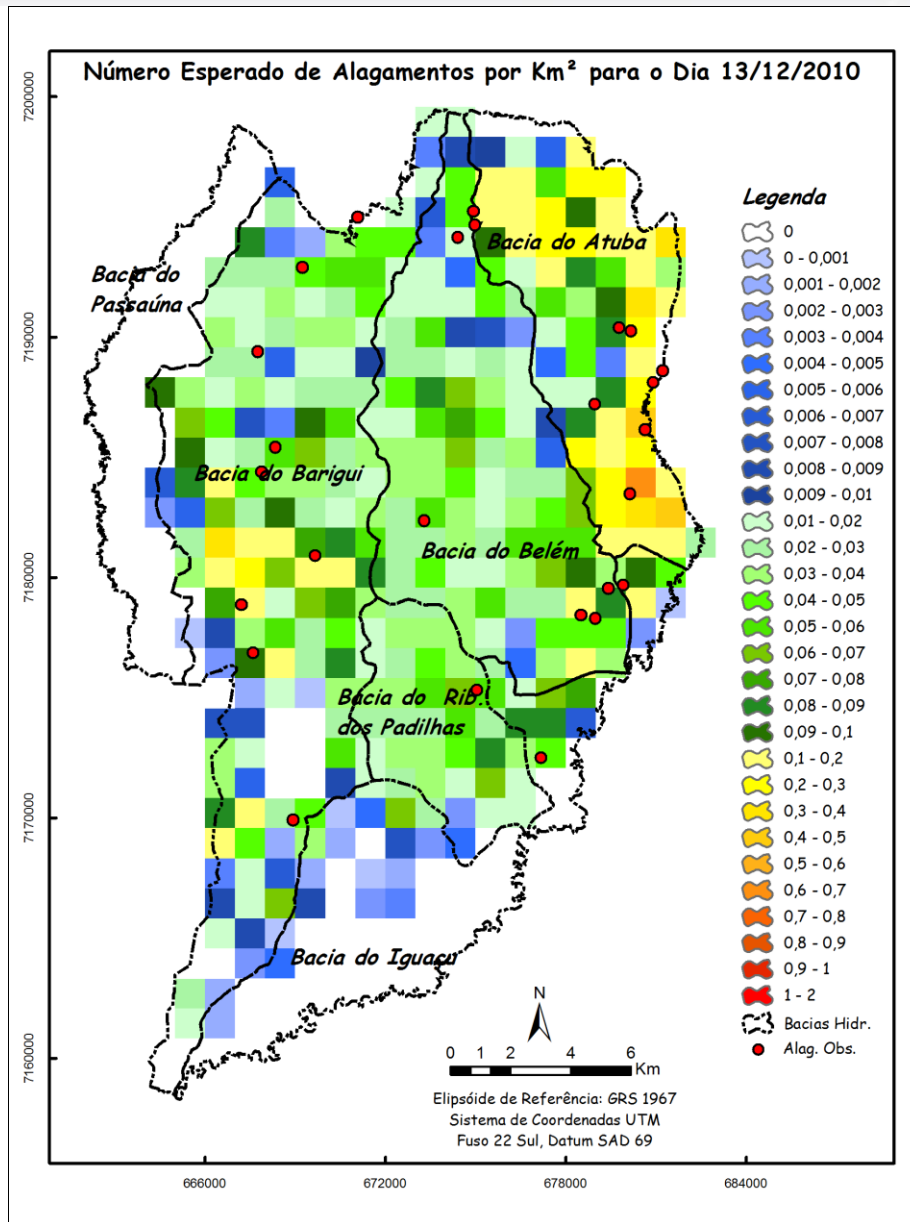 Número Esperado de Alagamentos por Km² para o Dia 13/12/2010
7200000
7190000
7180000
7170000
7160000
666000
672000
678000
684000
Bacia do
Passaúna
Bacia do Atuba
Bacia do Barigui
Bacia do Belém
Bacia do Rib.
dos Padilhas
Bacia do Iguaçu
Legenda
0
0 - 0,001
0,001 - 0,002
0,002 - 0,003
0,003 - 0,004
0,004 - 0,005
0,005 - 0,006
0,006 - 0,007
0,007 - 0,008
0,008 - 0,009
0,009 - 0,01
0,01 - 0,02
0,02 - 0,03
0,03 - 0,04
0,04 - 0,05
0,05 - 0,06
0,06 - 0,07
0,07 - 0,08
0,08 - 0,09
0,09 - 0,1
0,1 - 0,2
0,2 - 0,3
0,3 - 0,4
0,4 - 0,5
0,5 - 0,6
0,6 - 0,7
0,7 - 0,8
0,8 - 0,9
0,9 - 1
1 - 2
Bacias Hidr.
Alag. Obs.
N
0 1 2 4 6
Km
Elipsóide de Referência: GRS 1967
Sistema de Coordenadas UTM
Fuso 22 Sul, Datum SAD 69